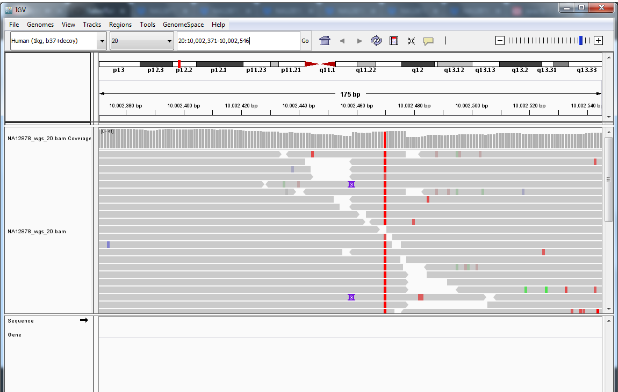 IGV
File Genomes View Tracks Regions Tools GenomeSpace Help
Human (1kg, b37+decoy) 20 20:10,002,371-10,002,546 Go
p13 p12.3 p12.2 p12.1 p11.23 p11.21 q11.1 q11.22 q12 q13.12 q13.13 q13.2 q13.31 q13.33
175 bp
10,002,380 bp 10,002,400 bp 10,002,420 bp 10,002,440 bp 10,002,460 bp 10,002,480 bp 10,002,500 bp 10,002,520 bp 10,002,540 bp
NA12878_wgs_20.bam Coverage
NA12878_wgs_20.bam
Sequence
Gene